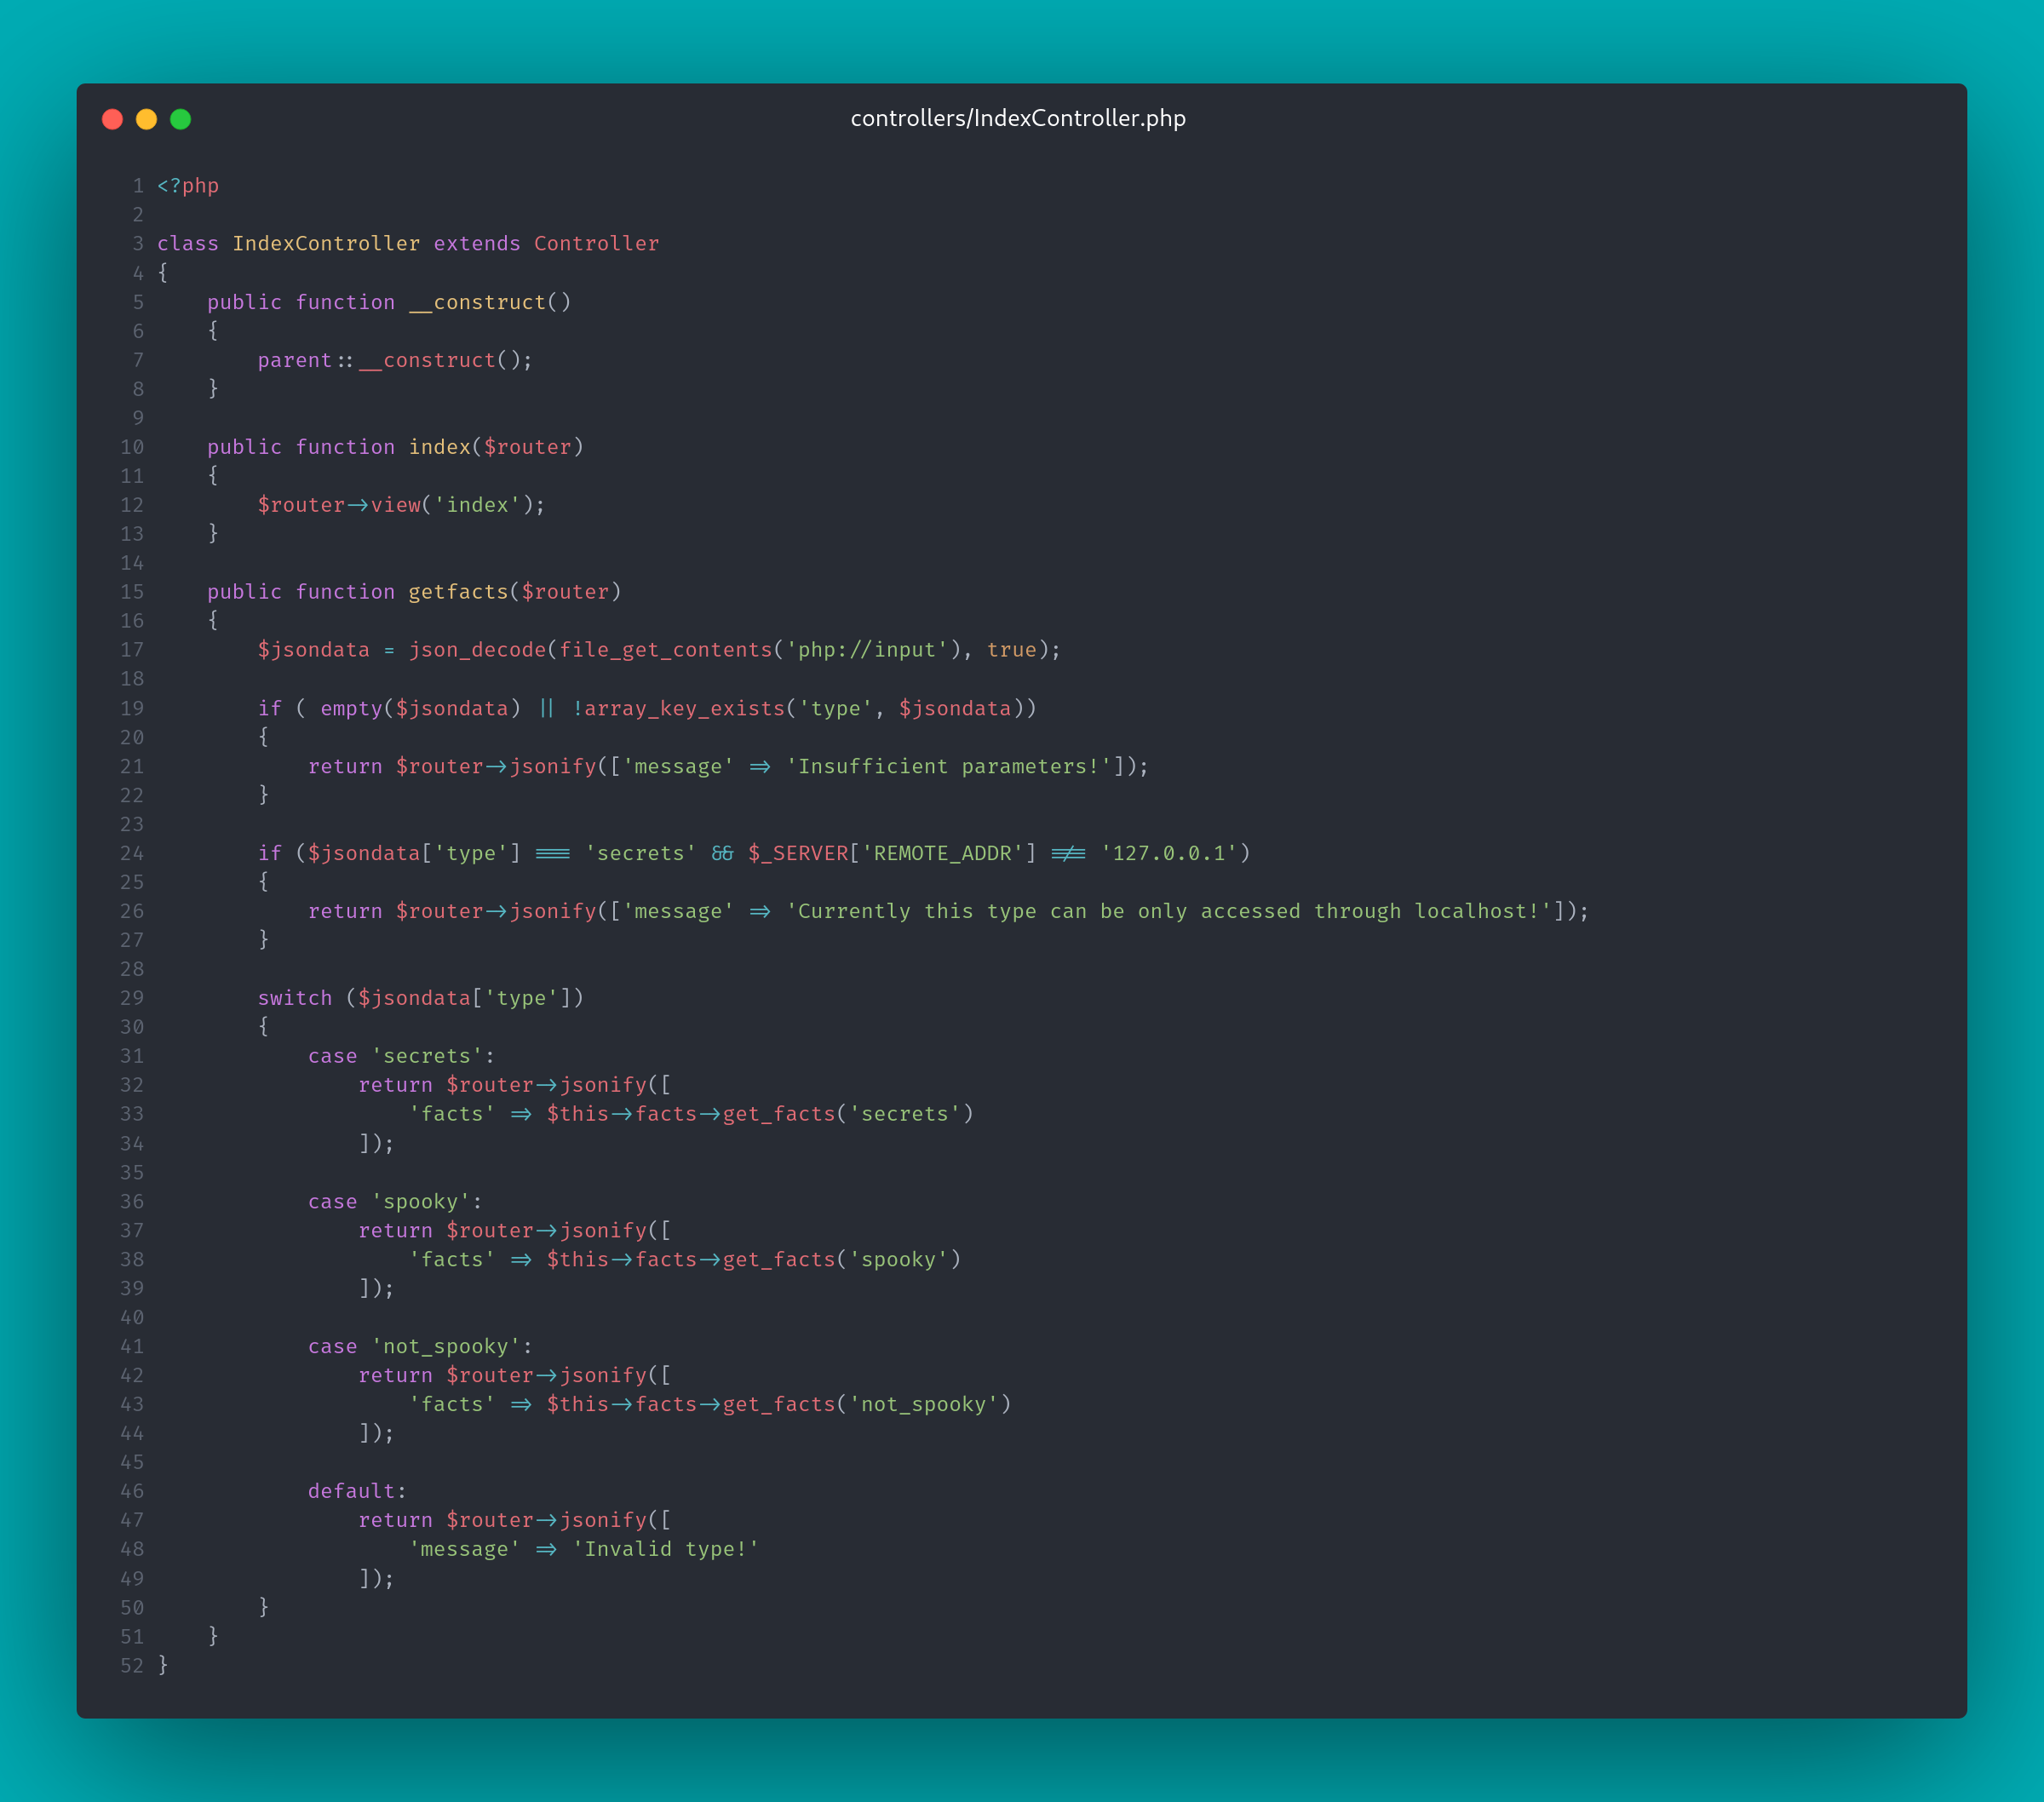 controllers/IndexController.php
1 <?php
2
3 class IndexController extends Controller
4 {
5     public function __construct()
6     {
7         parent::__construct();
8     }
9
10     public function index($router)
11     {
12         $router->view('index');
13     }
14
15     public function getfacts($router)
16     {
17         $jsondata = json_decode(file_get_contents('php://input'), true);
18
19         if ( empty($jsondata) || !array_key_exists('type', $jsondata))
20         {
21             return $router->jsonify(['message' => 'Insufficient parameters!']);
22         }
23
24         if ($jsondata['type'] === 'secrets' && $_SERVER['REMOTE_ADDR'] !== '127.0.0.1')
25         {
26             return $router->jsonify(['message' => 'Currently this type can be only accessed through localhost!']);
27         }
28
29         switch ($jsondata['type'])
30         {
31             case 'secrets':
32                 return $router->jsonify([
33                     'facts' => $this->facts->get_facts('secrets')
34                 ]);
35
36             case 'spooky':
37                 return $router->jsonify([
38                     'facts' => $this->facts->get_facts('spooky')
39                 ]);
40
41             case 'not_spooky':
42                 return $router->jsonify([
43                     'facts' => $this->facts->get_facts('not_spooky')
44                 ]);
45
46             default:
47                 return $router->jsonify([
48                     'message' => 'Invalid type!'
49                 ]);
50         }
51     }
52 }